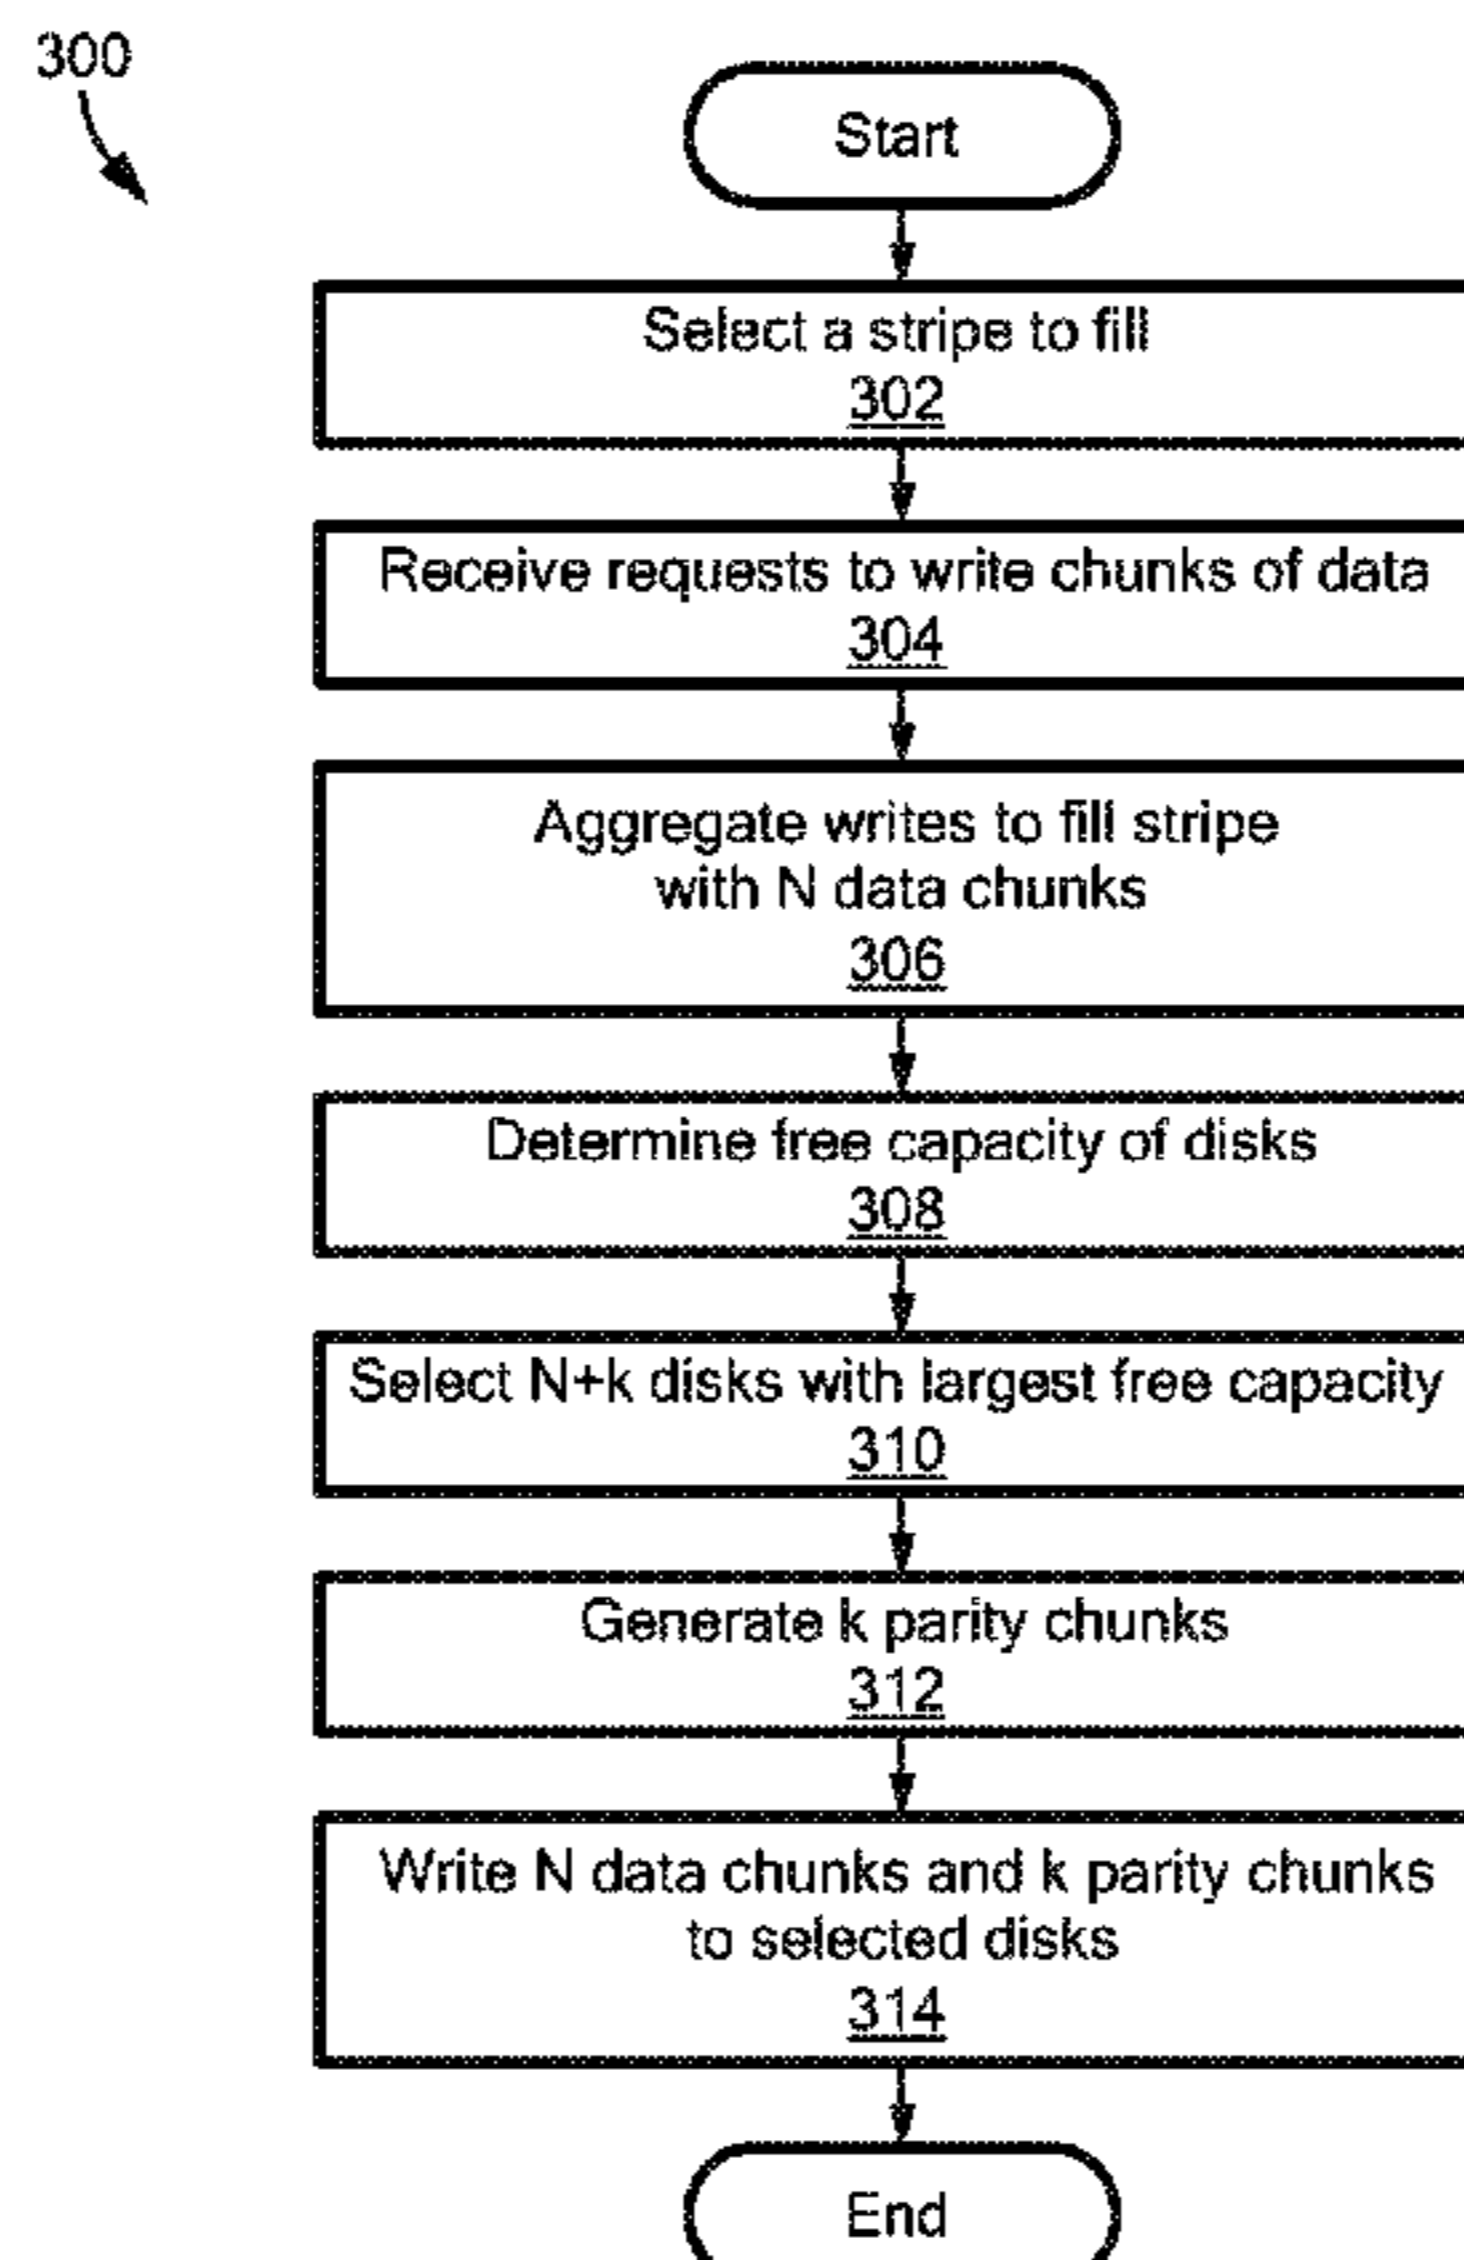 300
Start
Select a stripe to fill
302
Receive requests to write chunks of data
304
Aggregate writes to fill stripe
with N data chunks
306
Determine free capacity of disks
308
Select N+k disks with largest free capacity
310
Generate k parity chunks
312
Write N data chunks and k parity chunks
to selected disks
314
End